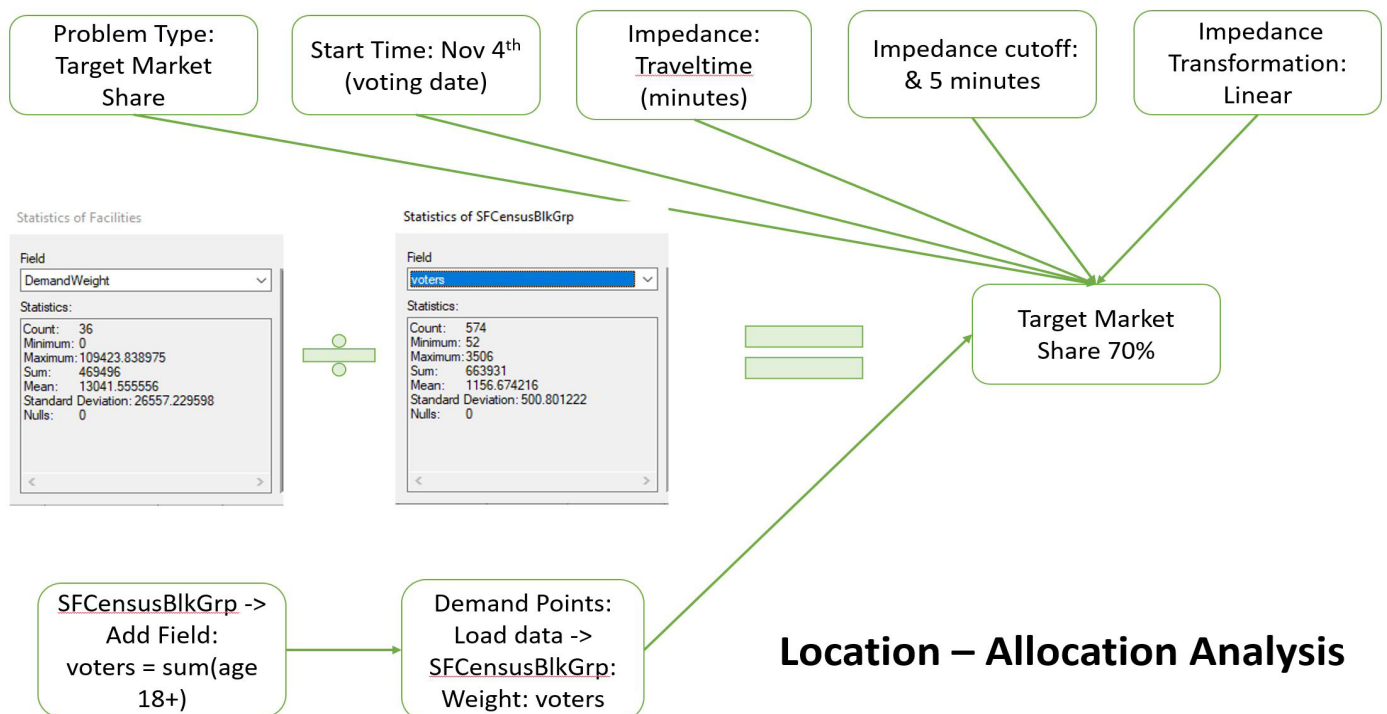 Problem Type:
Target Market
Share
Start Time: Nov 4th
(voting date)
Impedance:
Traveltime
(minutes)
Impedance cutoff:
& 5 minutes
Impedance
Transformation:
Linear
Statistics of Facilities
Field
DemandWeight
Statistics:
Count: 36
Minimum: 0
Maximum: 109423.838975
Sum: 469496
Mean: 13041.555556
Standard Deviation: 26557.229598
Nulls: 0
Statistics of SFCensusBlkGrp
Field
voters
Statistics:
Count: 574
Minimum: 52
Maximum: 3506
Sum: 663931
Mean: 1156.674216
Standard Deviation: 500.801222
Nulls: 0
Target Market
Share 70%
SFCensusBlkGrp ->
Add Field:
voters = sum(age
18+)
Demand Points:
Load data ->
SFCensusBlkGrp:
Weight: voters
Location – Allocation Analysis